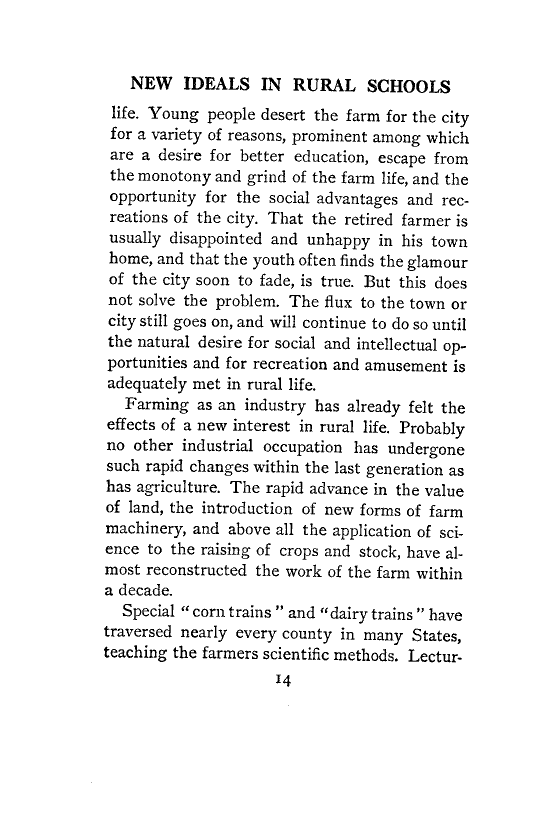 NEW IDEALS IN RURAL SCHOOLS
life. Young people desert the farm for the city
for a variety of reasons, prominent among which
are a desire for better education, escape from
the monotony and grind of the farm life, and the
opportunity for the social advantages and rec-
reations of the city. That the retired farmer is
usually disappointed and unhappy in his town
home, and that the youth often finds the glamour
of the city soon to fade, is true. But this does
not solve the problem. The flux to the town or
city still goes on, and will continue to do so until
the natural desire for social and intellectual op-
portunities and for recreation and amusement is
adequately met in rural life.
Farming as an industry has already felt the
effects of a new interest in rural life. Probably
no other industrial occupation has undergone
such rapid changes within the last generation as
has agriculture. The rapid advance in the value
of land, the introduction of new forms of farm
machinery, and above all the application of sci-
ence to the raising of crops and stock, have al-
most reconstructed the work of the farm within
a decade.
Special “corn trains” and “dairy trains” have
traversed nearly every county in many States,
teaching the farmers scientific methods. Lectur-
14